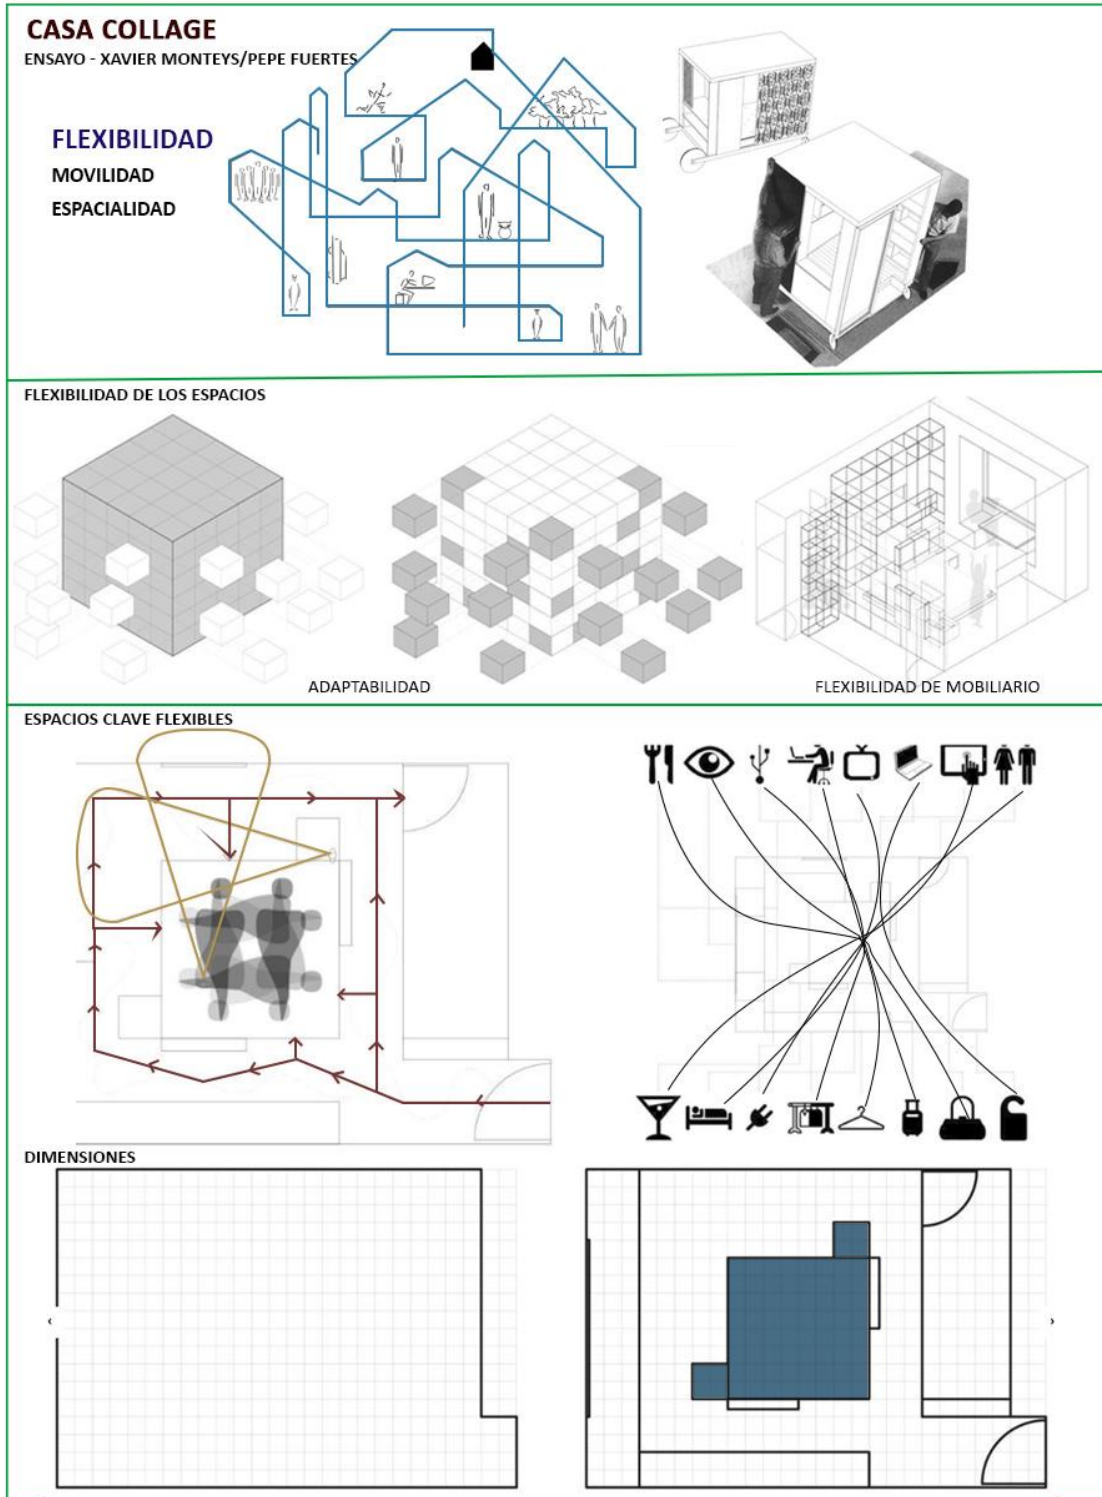 CASA COLLAGE
ENSAYO - XAVIER MONTEYS/PEPE FUERTES
FLEXIBILIDAD
MOVILIDAD
ESPACIALIDAD
FLEXIBILIDAD DE LOS ESPACIOS
ADAPTABILIDAD
FLEXIBILIDAD DE MOBILIARIO
ESPACIOS CLAVE FLEXIBLES
DIMENSIONES